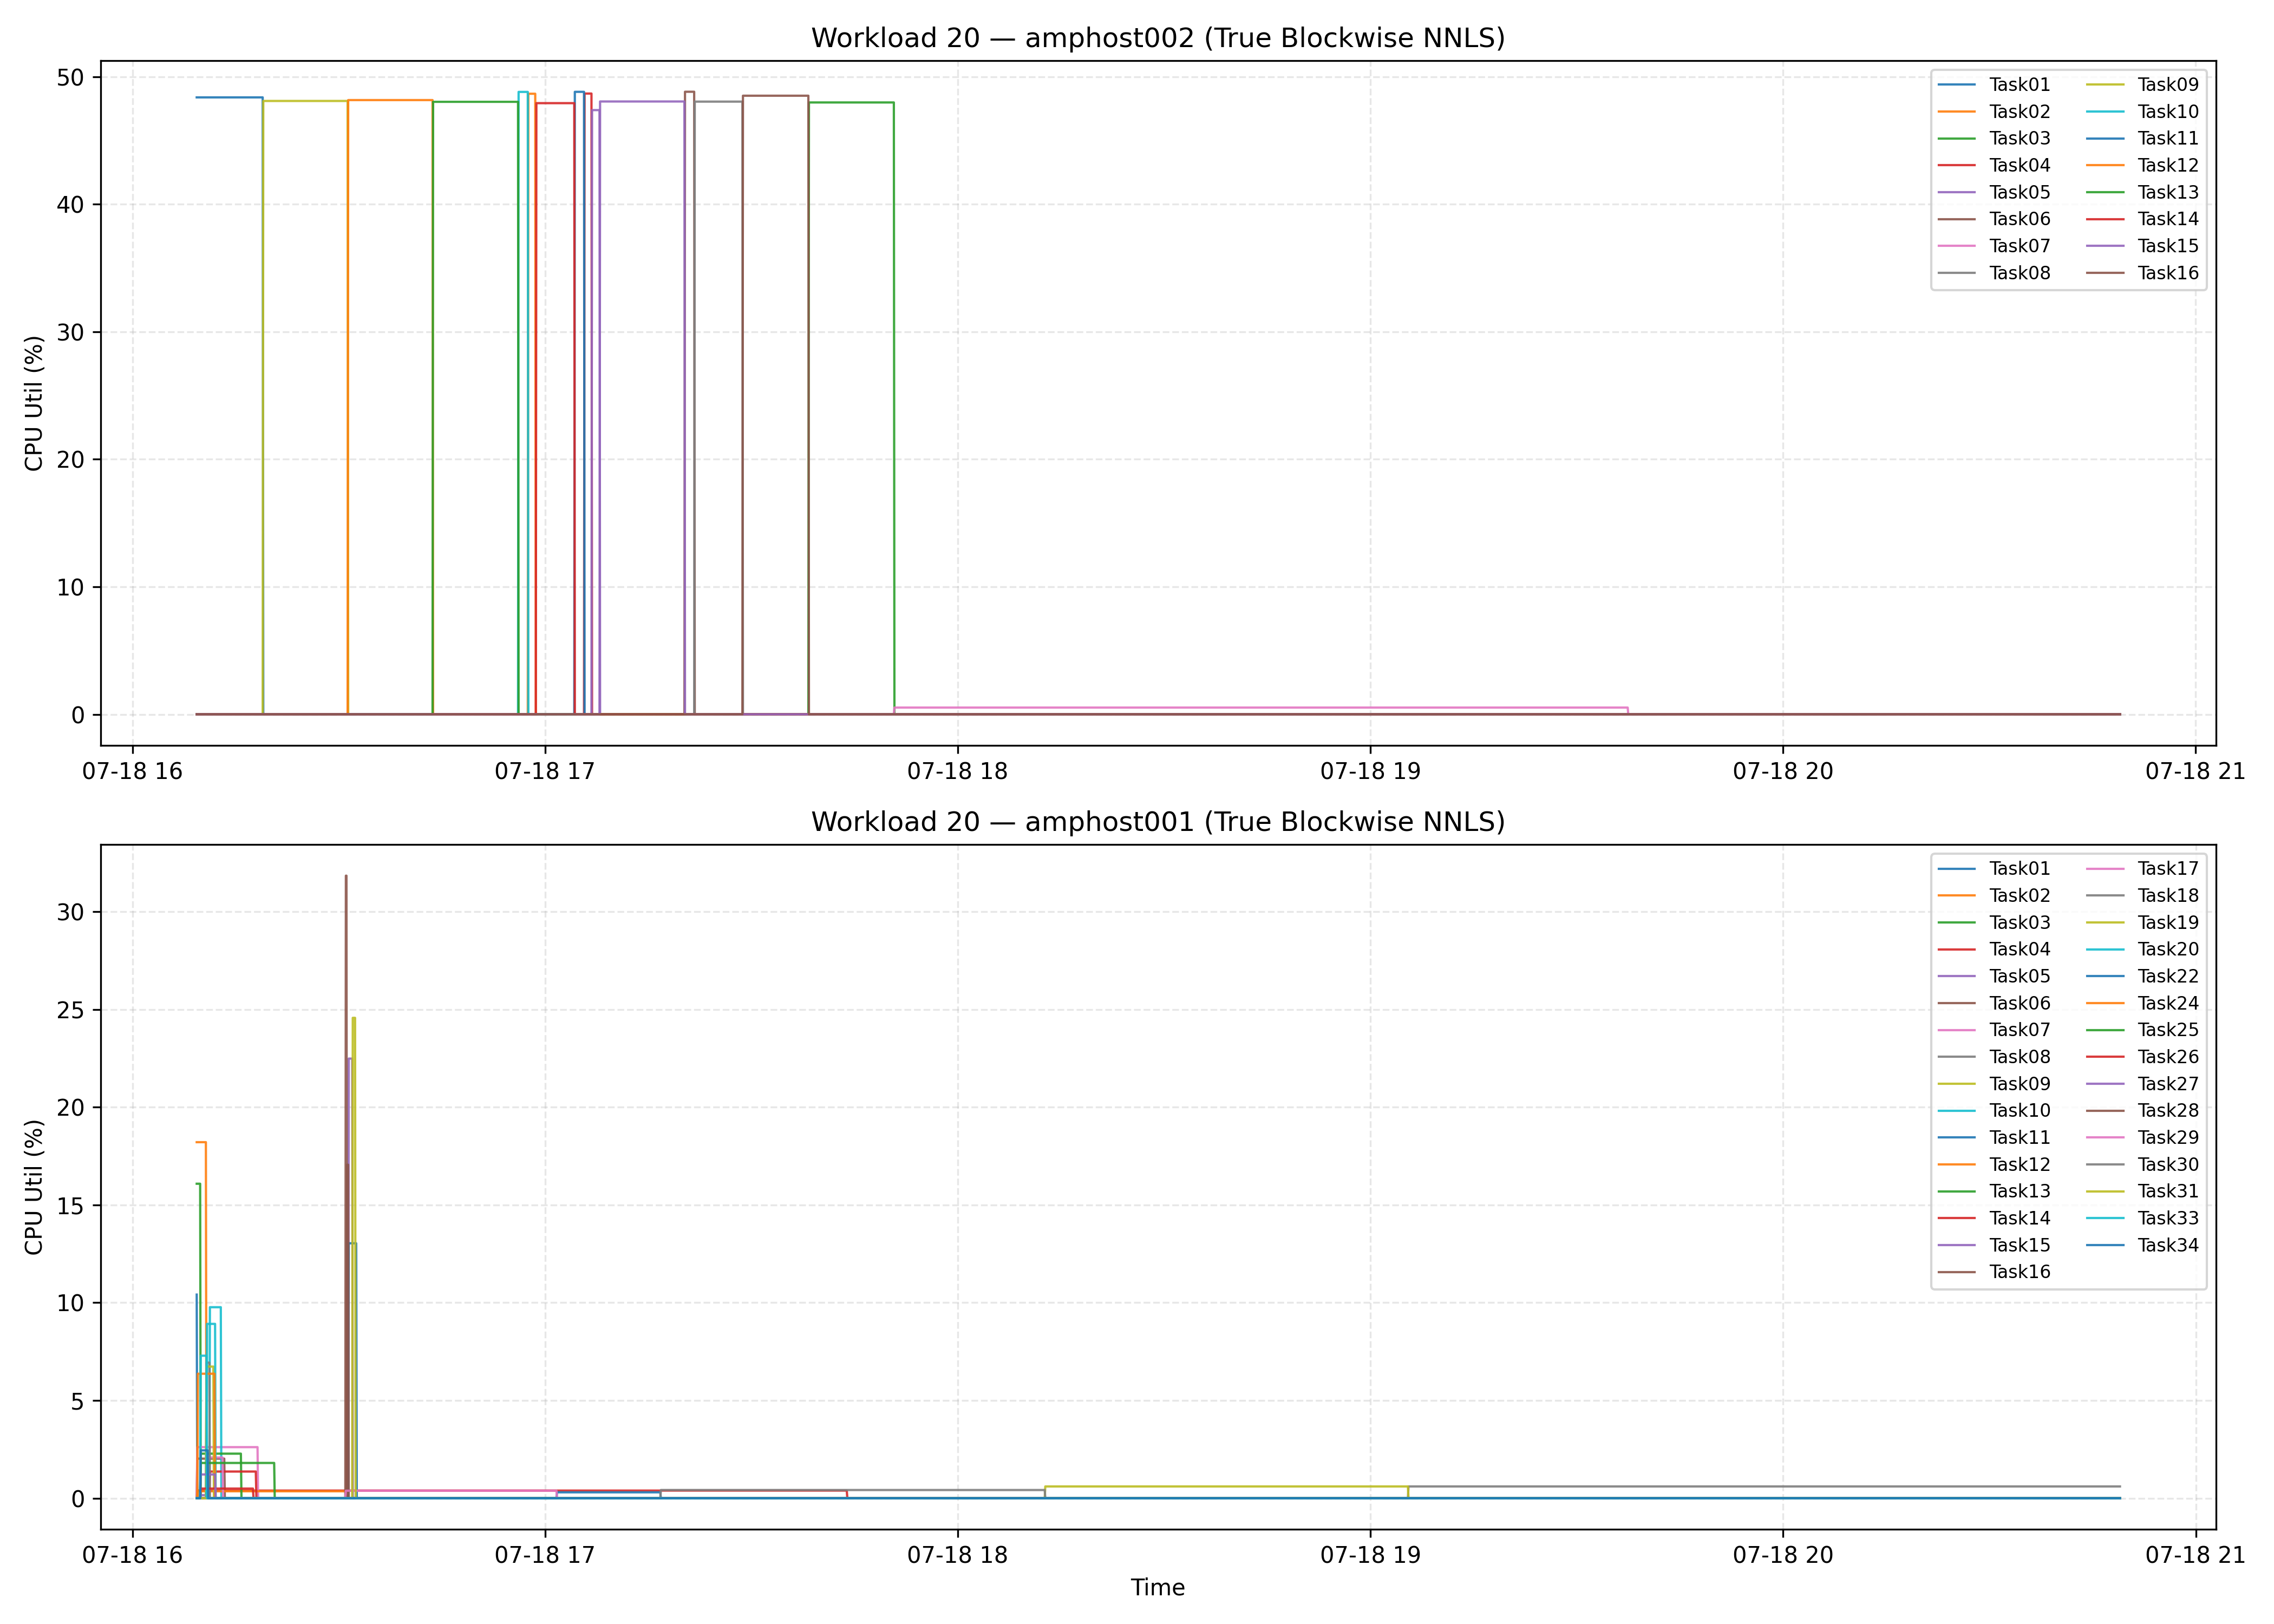 Workload 20 — amphost002 (True Blockwise NNLS)
CPU Util (%)
50
40
30
20
10
0
Task01 Task09
Task02 Task10
Task03 Task11
Task04 Task12
Task05 Task13
Task06 Task14
Task07 Task15
Task08 Task16
07-18 16 07-18 17 07-18 18 07-18 19 07-18 20 07-18 21
Workload 20 — amphost001 (True Blockwise NNLS)
CPU Util (%)
30
25
20
15
10
5
0
Task01 Task17
Task02 Task18
Task03 Task19
Task04 Task20
Task05 Task22
Task06 Task24
Task07 Task25
Task08 Task26
Task09 Task27
Task10 Task28
Task11 Task29
Task12 Task30
Task13 Task31
Task14 Task33
Task15 Task34
Task16
07-18 16 07-18 17 07-18 18 07-18 19 07-18 20 07-18 21
Time